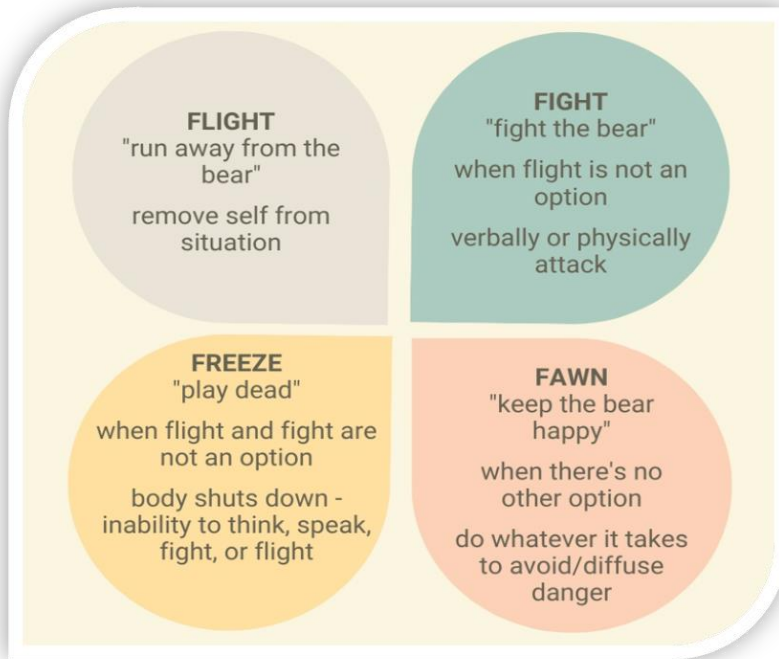 FLIGHT
"run away from the
bear"
remove self from
situation
FIGHT
"fight the bear"
when flight is not an
option
verbally or physically
attack
FREEZE
"play dead"
when flight and fight are
not an option
body shuts down -
inability to think, speak,
fight, or flight
FAWN
"keep the bear
happy"
when there's no
other option
do whatever it takes
to avoid/diffuse
danger